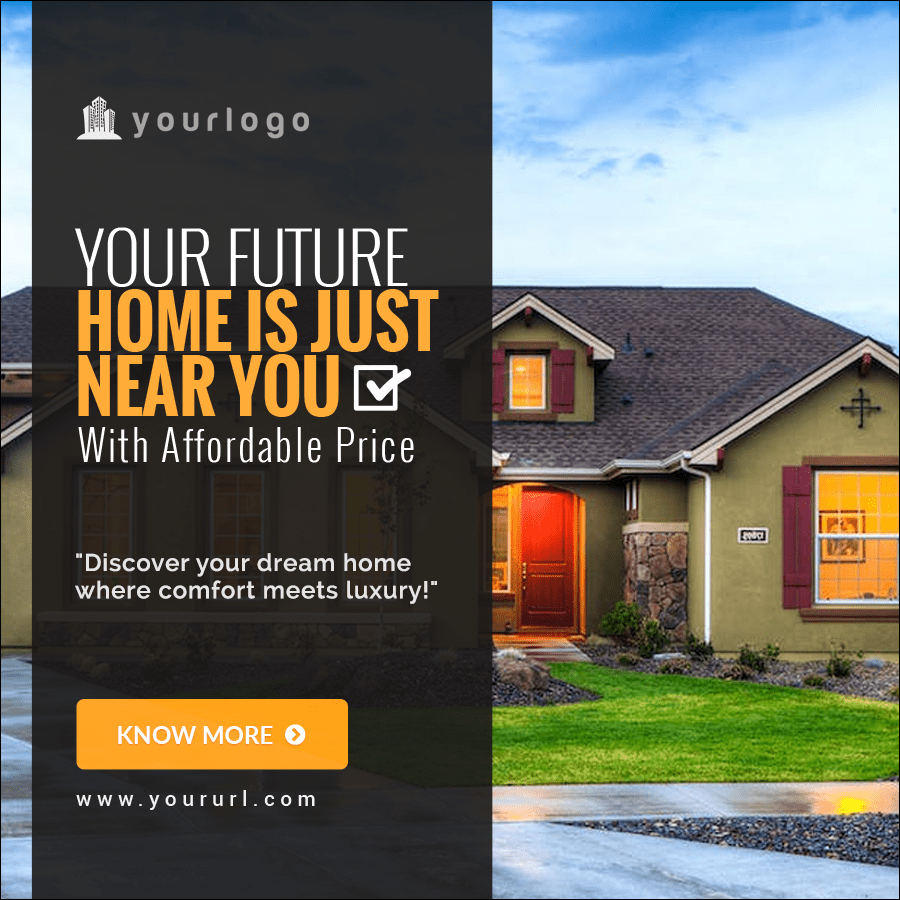 yourlogo
YOUR FUTURE
HOME IS JUST
NEAR YOU
With Affordable Price
"Discover your dream home
where comfort meets luxury!"
KNOW MORE
www.yoururl.com